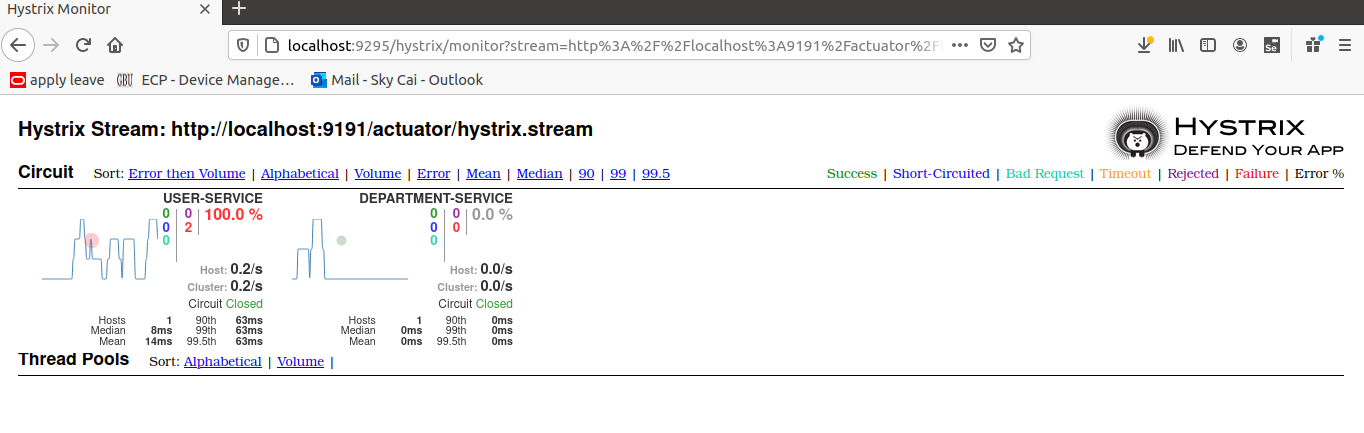 Hystrix Monitor
localhost:9295/hystrix/monitor?stream=http%3A%2F%2Flocalhost%3A9191%2Factuator%2F
apply leave GBU ECP - Device Manage… Mail - Sky Cai - Outlook
Hystrix Stream: http://localhost:9191/actuator/hystrix.stream
HYSTRIX
DEFEND YOUR APP
Circuit Sort: Error then Volume | Alphabetical | Volume | Error | Mean | Median | 90 | 99 | 99.5
Success | Short-Circuited | Bad Request | Timeout | Rejected | Failure | Error %
USER-SERVICE
0 0 100.0 %
0 2
0
Host: 0.2/s
Cluster: 0.2/s
Circuit Closed
Hosts 1 90th 63ms
Median 8ms 99th 63ms
Mean 14ms 99.5th 63ms
DEPARTMENT-SERVICE
0 0 0.0 %
0 0
0
Host: 0.0/s
Cluster: 0.0/s
Circuit Closed
Hosts 1 90th 0ms
Median 0ms 99th 0ms
Mean 0ms 99.5th 0ms
Thread Pools Sort: Alphabetical | Volume |